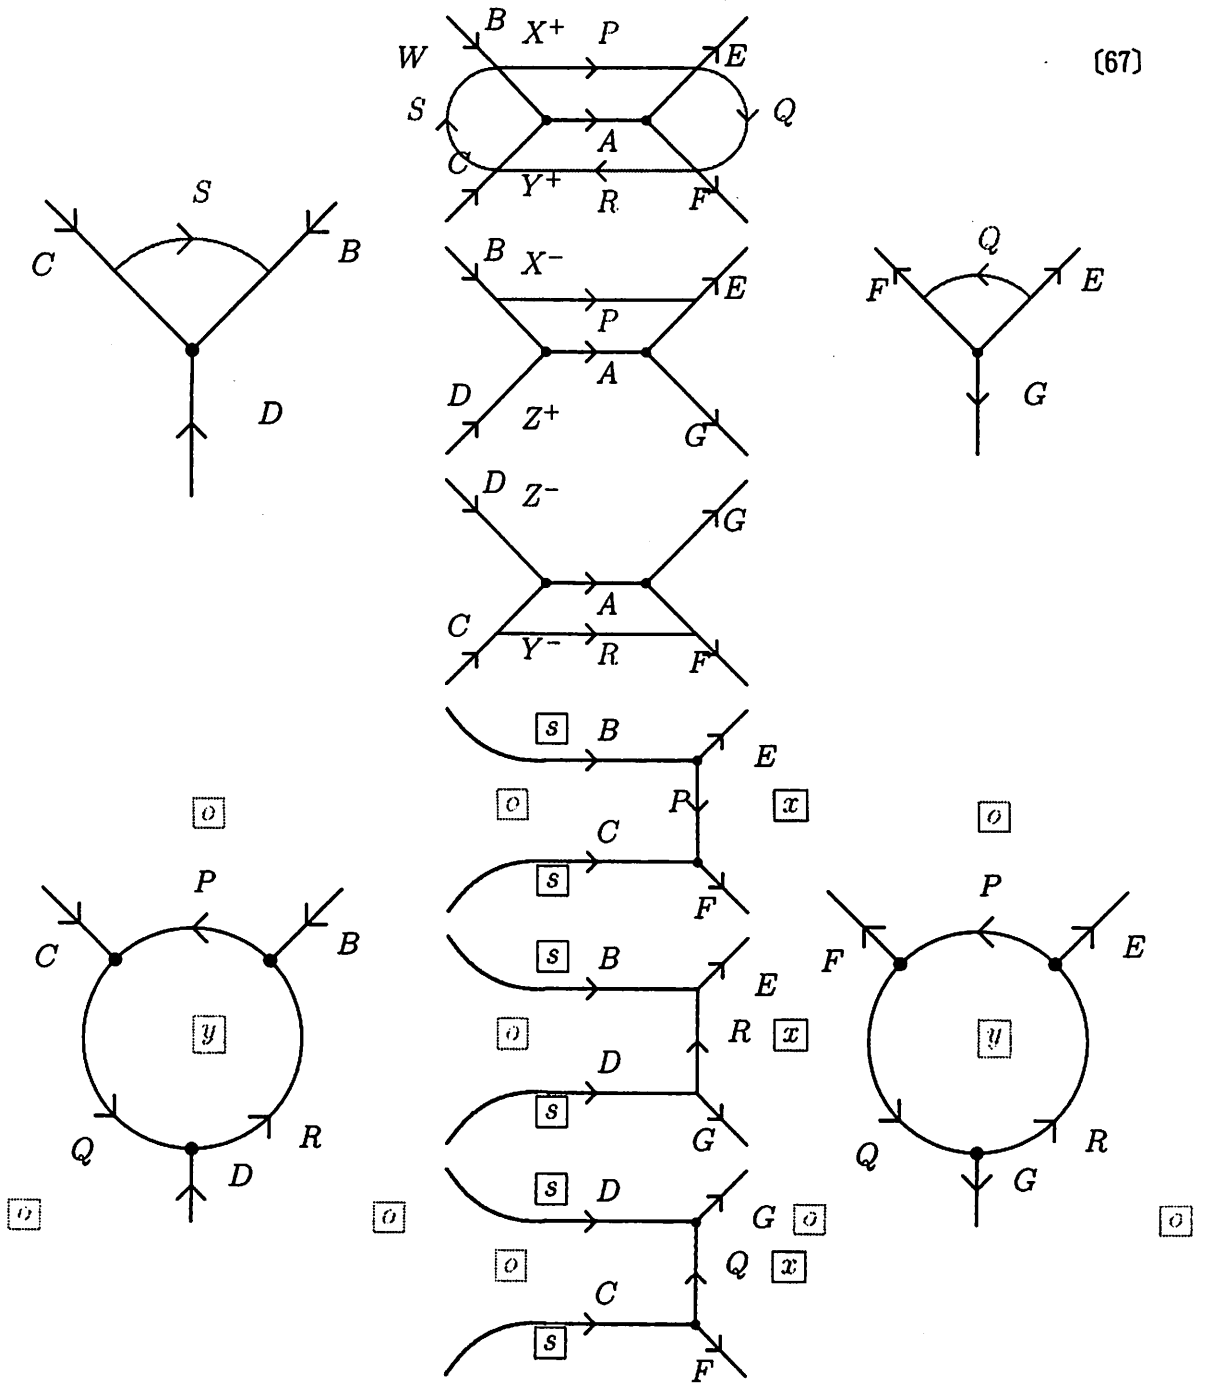 B X⁺ P
W E [67]
S Q
A
C Y⁺ R F
S
C B
D
B X⁻
E
P
A
D Z⁺ G
Q
F E
G
D Z⁻
G
A
C Y⁻ R F
s B
E
o P x
C
s F
o
P
C B
y
Q R
D
o o
s B
E
o R x
D
s G
s D
G
o Q x
C
s F
o
P
F E
y
Q R
G
o o